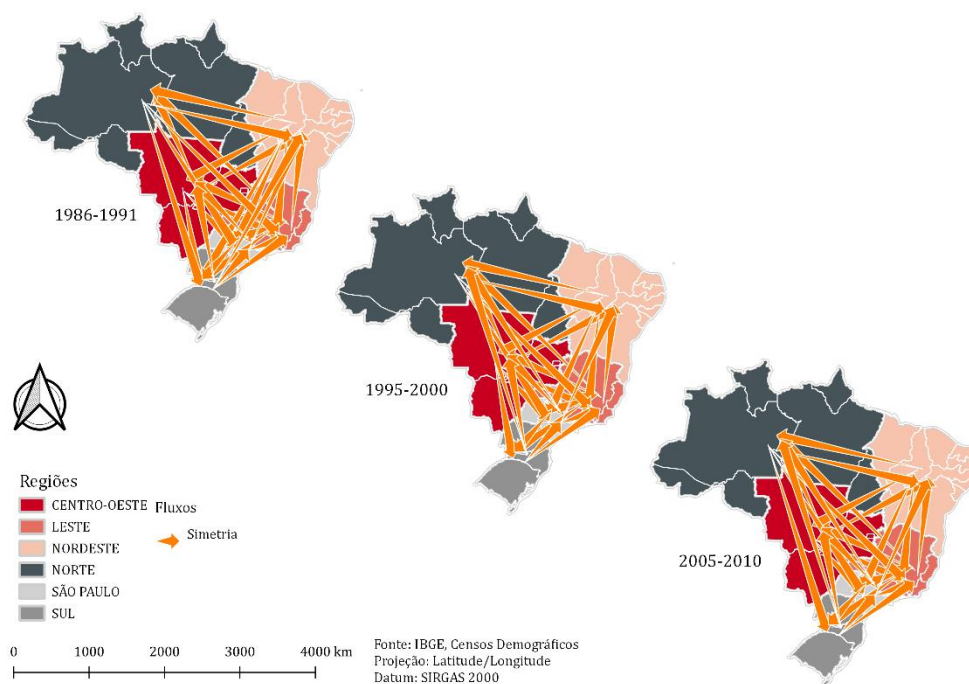 1986-1991
1995-2000
2005-2010
Regiões
CENTRO-OESTE
LESTE
NORDESTE
NORTE
SÃO PAULO
SUL
Fluxos
Simetria
0 1000 2000 3000 4000 km
Fonte: IBGE, Censos Demográficos
Projeção: Latitude/Longitude
Datum: SIRGAS 2000